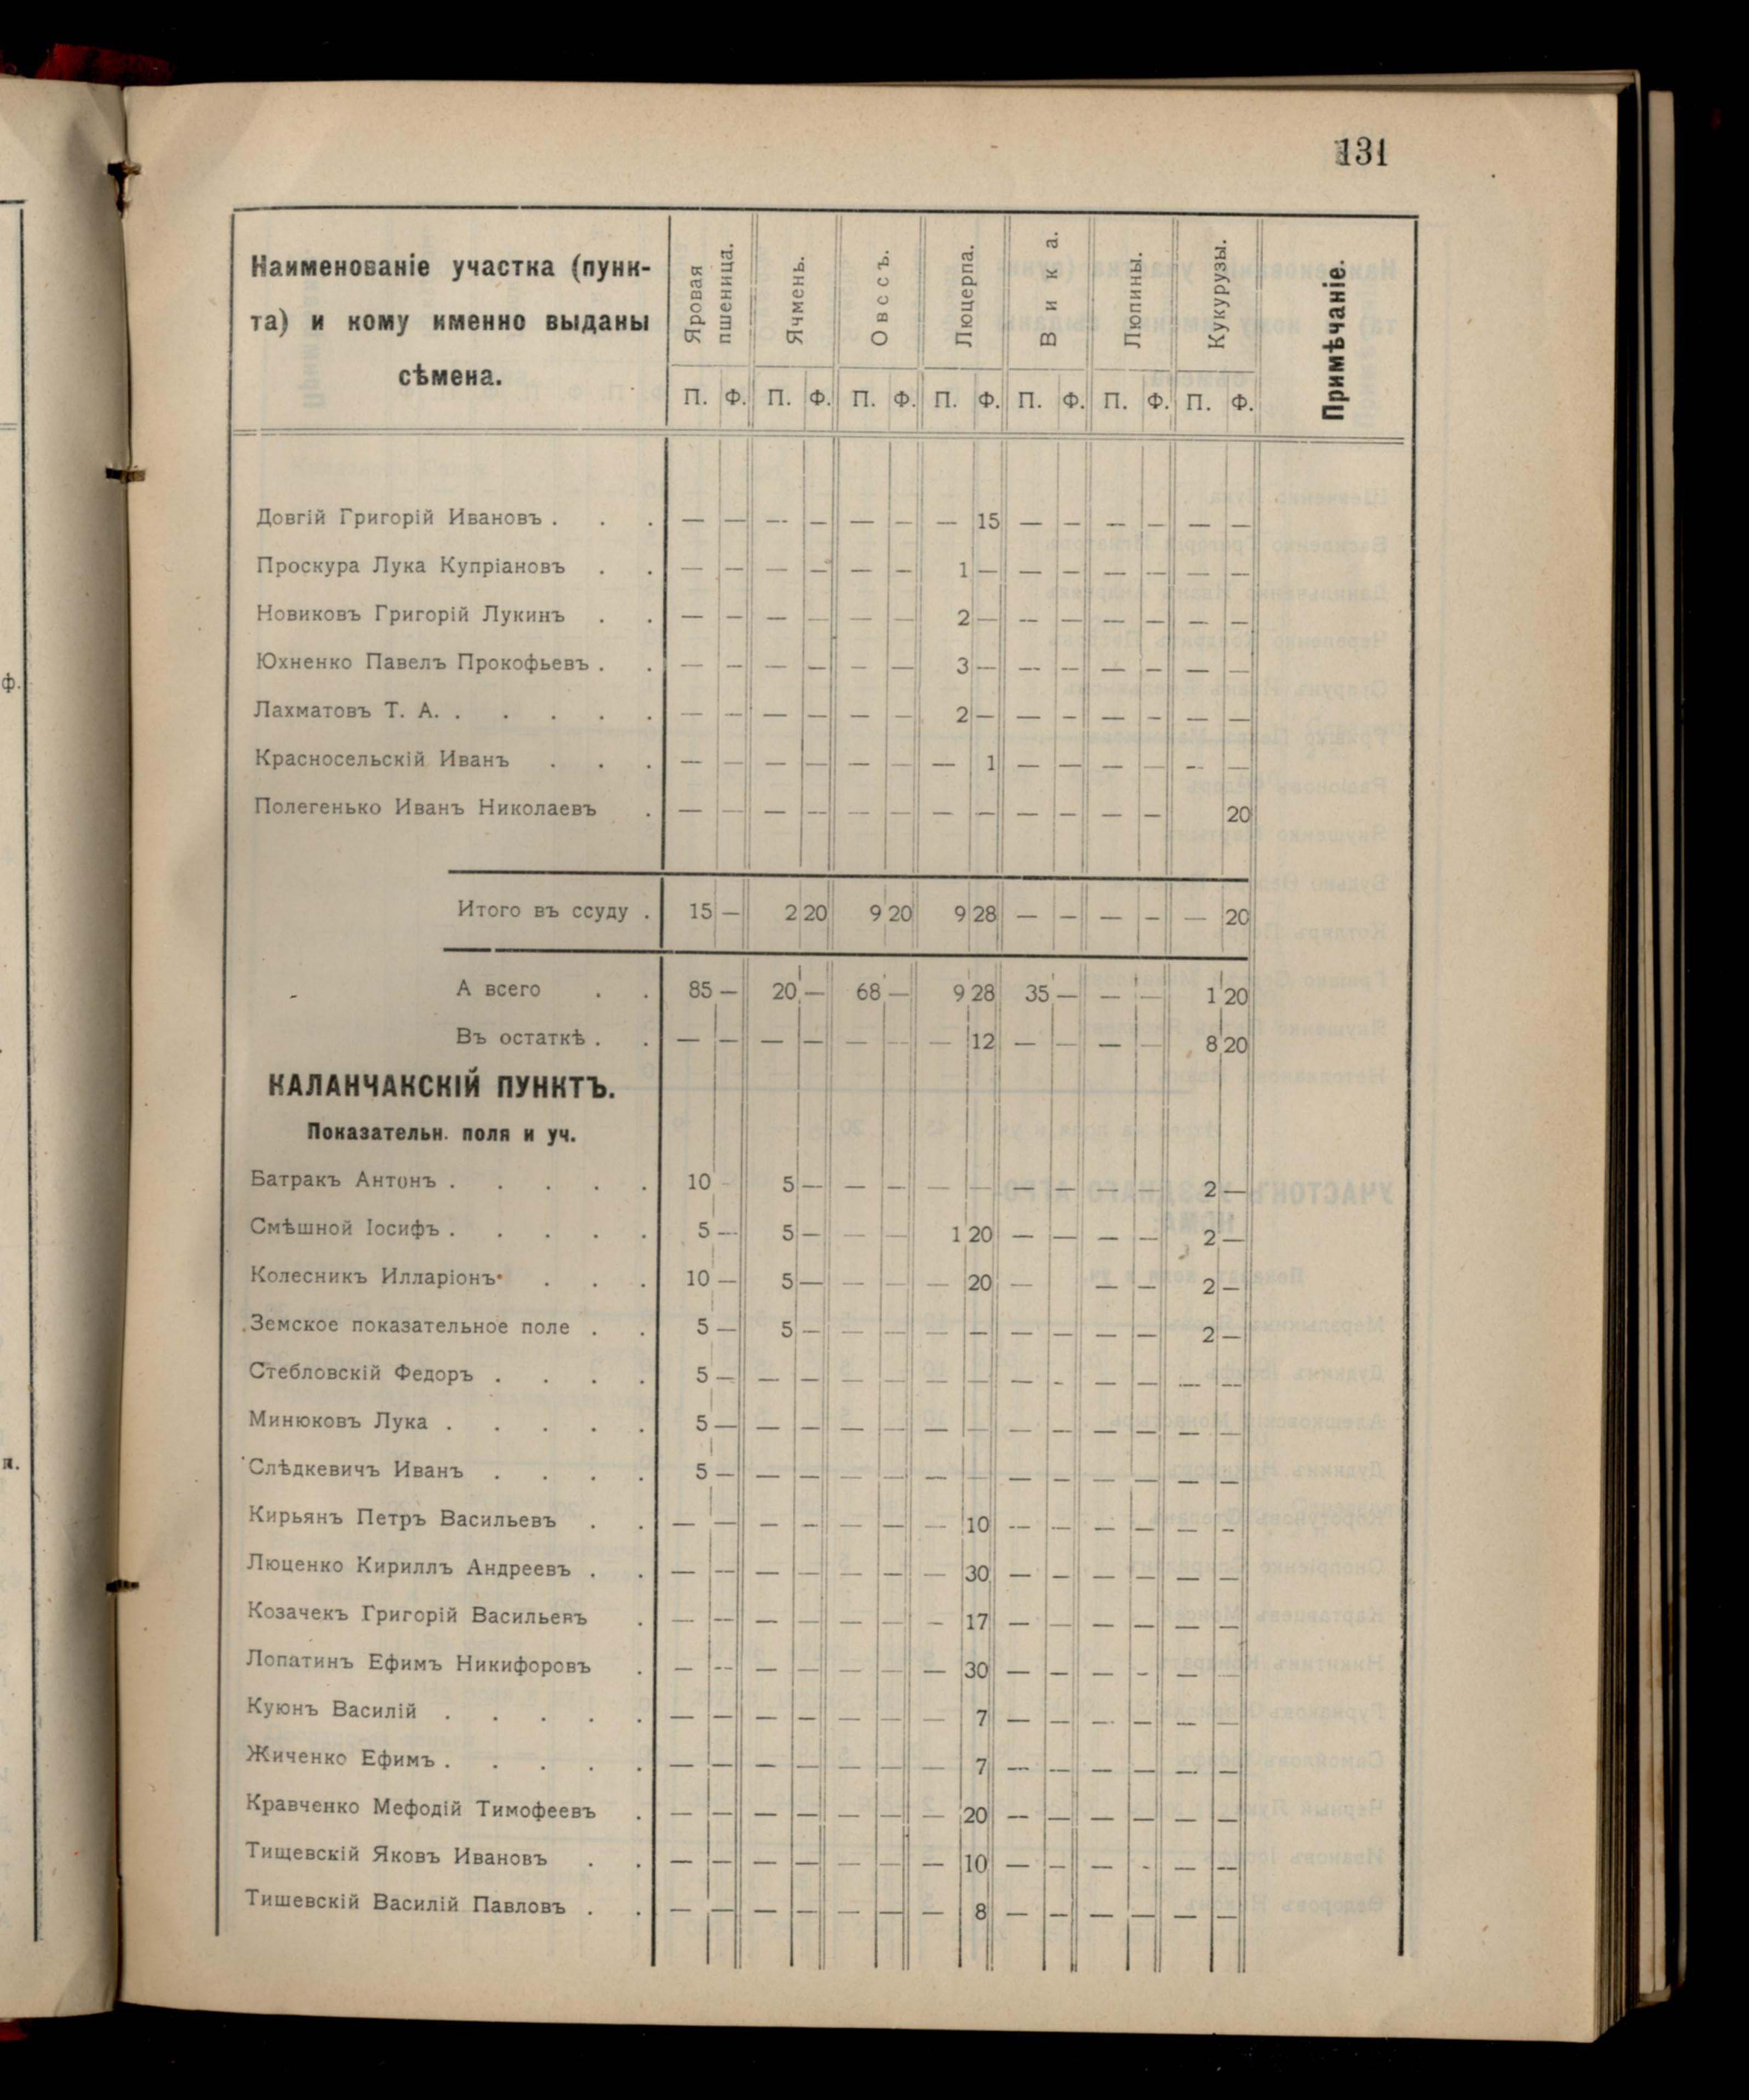 131
Наименованіе участка (пунк-
та) и кому именно выданы
сѣмена.
Яровая
пшеница.
Ячмень.
Овесъ.
Люцерпа.
Вика.
Люпины.
Кукурузы.
Примѣчаніе.
П. Ф. П. Ф. П. Ф. П. Ф. П. Ф. П. Ф. П. Ф.
Довгій Григорій Ивановъ . . . — — — — — — — 15 — — — — — —
Проскура Лука Купріановъ . . — — — — — — 1 — — — — — — —
Новиковъ Григорій Лукинъ . . — — — — — — 2 — — — — — — —
Юхненко Павелъ Прокофьевъ . . — — — — — — 3 — — — — — — —
Лахматовъ Т. А. . . . . . — — — — — — 2 — — — — — — —
Красносельскій Иванъ . . . — — — — — — — 1 — — — — — —
Полегенько Иванъ Николаевъ . — — — — — — — — — — — — 20
Итого въ ссуду . 15 — 2 20 9 20 9 28 — — — — — 20
А всего . . 85 — 20 — 68 — 9 28 35 — — — 1 20
Въ остаткѣ . . — — — — — — — 12 — — — — 8 20
КАЛАНЧАКСКІЙ ПУНКТЪ.
Показательн. поля и уч.
Батракъ Антонъ . . . . . 10 - 5 — — — — — — — — — 2 —
Смѣшной Іосифъ . . . . . 5 — 5 — — — 1 20 — — — — 2 —
Колесникъ Илларіонъ . . . 10 — 5 — — — — 20 — — — 2 —
Земское показательное поле . . 5 — 5 — — — — — — — — — 2 —
Стебловскій Федоръ . . . . 5 — — — — — — — — — — — — —
Минюковъ Лука . . . . . 5 — — — — — — — — — — — — —
Слѣдкевичъ Иванъ . . . . 5 — — — — — — — — — — — — —
Кирьянъ Петръ Васильевъ . . — — — — — — — 10 — — — — — —
Люценко Кириллъ Андреевъ . . — — — — — — — 30 — — — — — —
Козачекъ Григорій Васильевъ . — — — — — — — 17 — — — — — —
Лопатинъ Ефимъ Никифоровъ . — — — — — — — 30 — — — — — —
Куюнъ Василій . . . . . — — — — — — — 7 — — — — — —
Жиченко Ефимъ . . . . . — — — — — — — 7 — — — — — —
Кравченко Мефодій Тимофеевъ . — — — — — — — 20 — — — — — —
Тищевскій Яковъ Ивановъ . . — — — — — — — 10 — — — — — —
Тишевскій Василій Павловъ . . — — — — — — — 8 — — — — — —